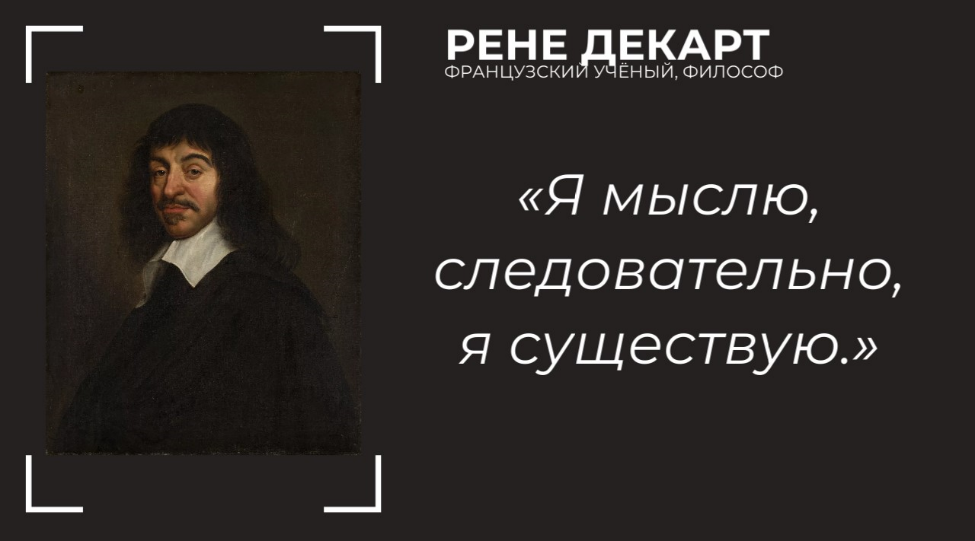 РЕНЕ ДЕКАРТ
ФРАНЦУЗСКИЙ УЧЁНЫЙ, ФИЛОСОФ
«Я мыслю,
следовательно,
я существую.»